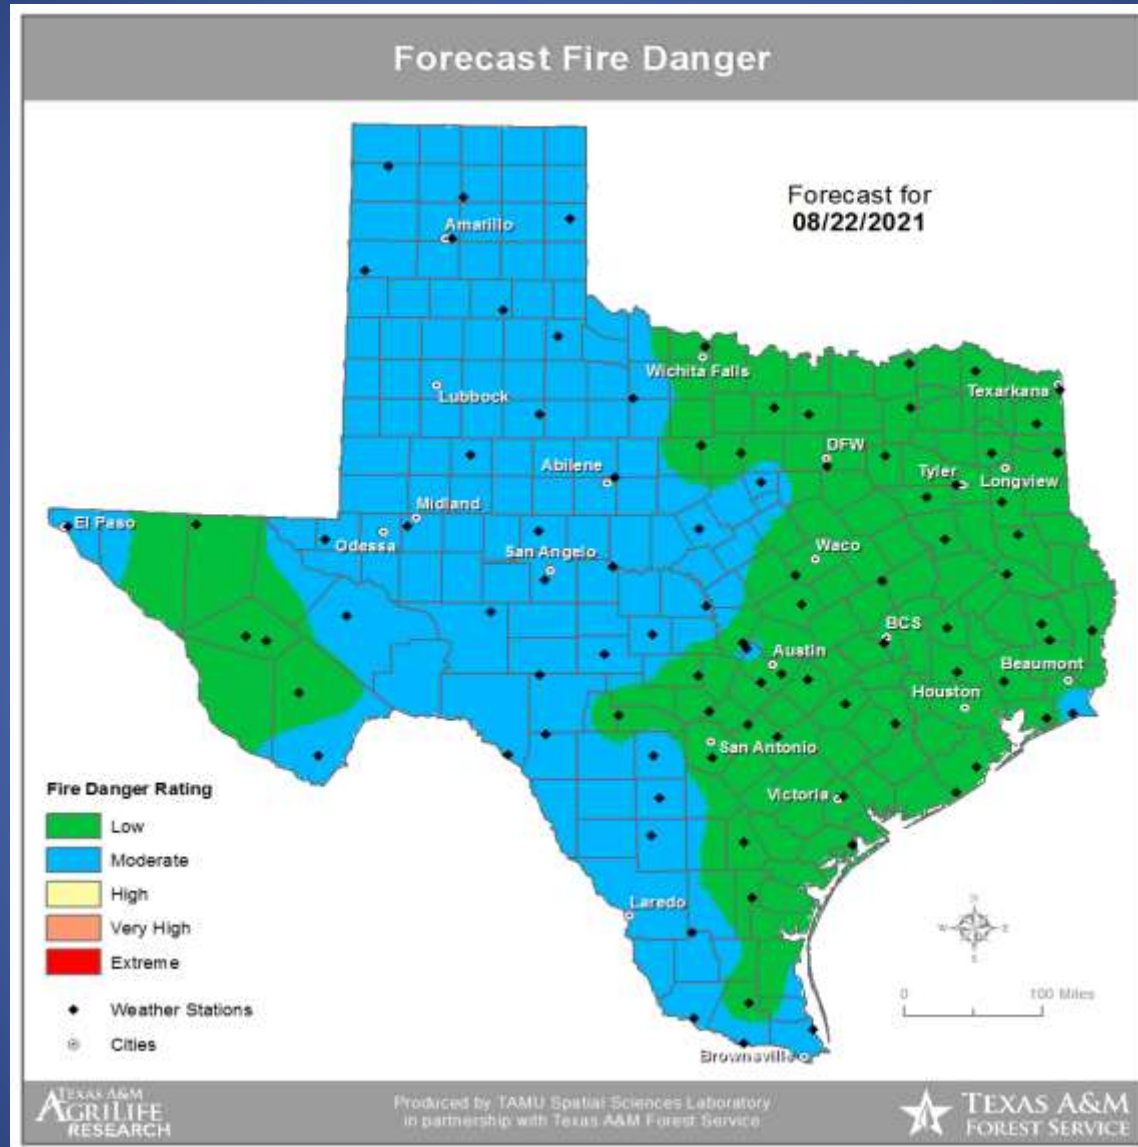 Forecast Fire Danger
Forecast for
08/22/2021
Amarillo
Wichita Falls
Texarkana
Lubbock
DFW
Abilene
Tyler
Longview
Midland
El Paso
Odessa
San Angelo
Waco
BCS
Austin
Beaumont
Houston
San Antonio
Fire Danger Rating
Victoria
Low
Moderate
High
Laredo
Very High
N
W E
S
Extreme
0 100 Miles
Weather Stations
Cities
Brownsville
TEXAS A&M
AGRILIFE
RESEARCH
Produced by TAMU Spatial Sciences Laboratory
in partnership with Texas A&M Forest Service
TEXAS A&M
FOREST SERVICE